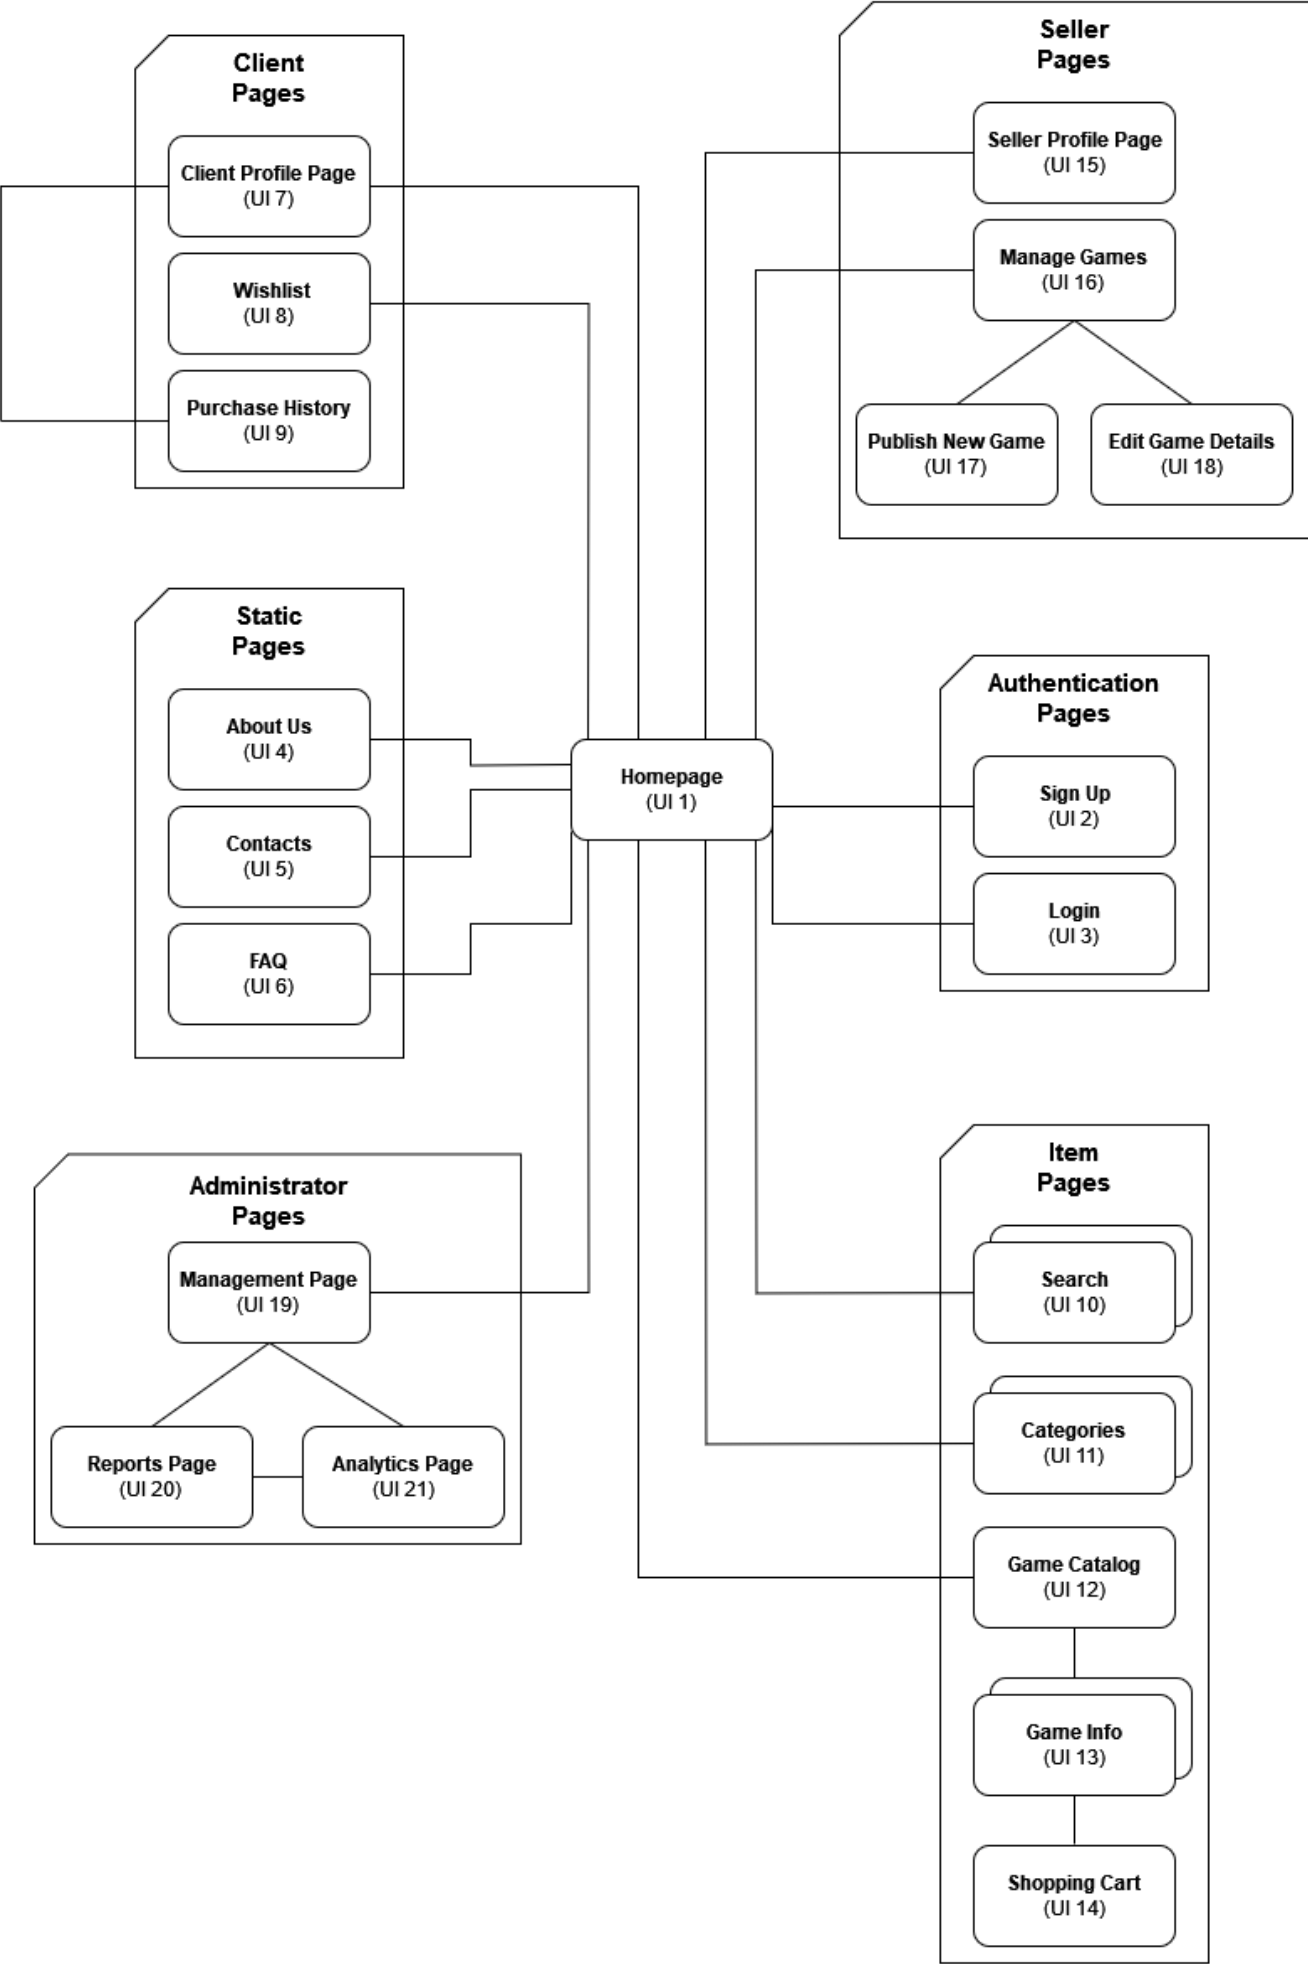 Client
Pages
Client Profile Page
(UI 7)
Wishlist
(UI 8)
Purchase History
(UI 9)
Seller
Pages
Seller Profile Page
(UI 15)
Manage Games
(UI 16)
Publish New Game
(UI 17)
Edit Game Details
(UI 18)
Static
Pages
About Us
(UI 4)
Contacts
(UI 5)
FAQ
(UI 6)
Homepage
(UI 1)
Authentication
Pages
Sign Up
(UI 2)
Login
(UI 3)
Administrator
Pages
Management Page
(UI 19)
Reports Page
(UI 20)
Analytics Page
(UI 21)
Item
Pages
Search
(UI 10)
Categories
(UI 11)
Game Catalog
(UI 12)
Game Info
(UI 13)
Shopping Cart
(UI 14)